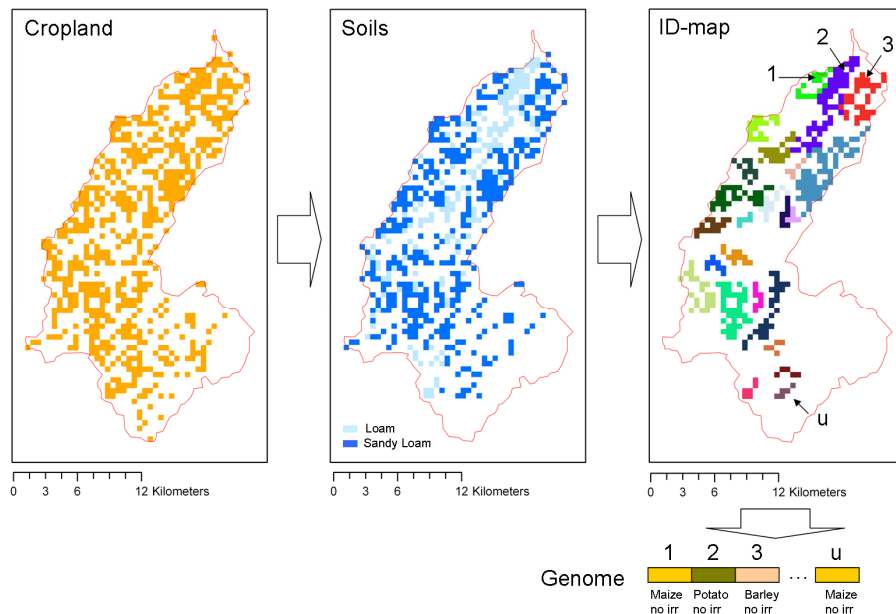 Cropland
Soils
ID-map
1
2
3
u
Loam
Sandy Loam
0 3 6 12 Kilometers
0 3 6 12 Kilometers
0 3 6 12 Kilometers
1 2 3 u
Genome
...
Maize Potato Barley Maize
no irr no irr no irr no irr